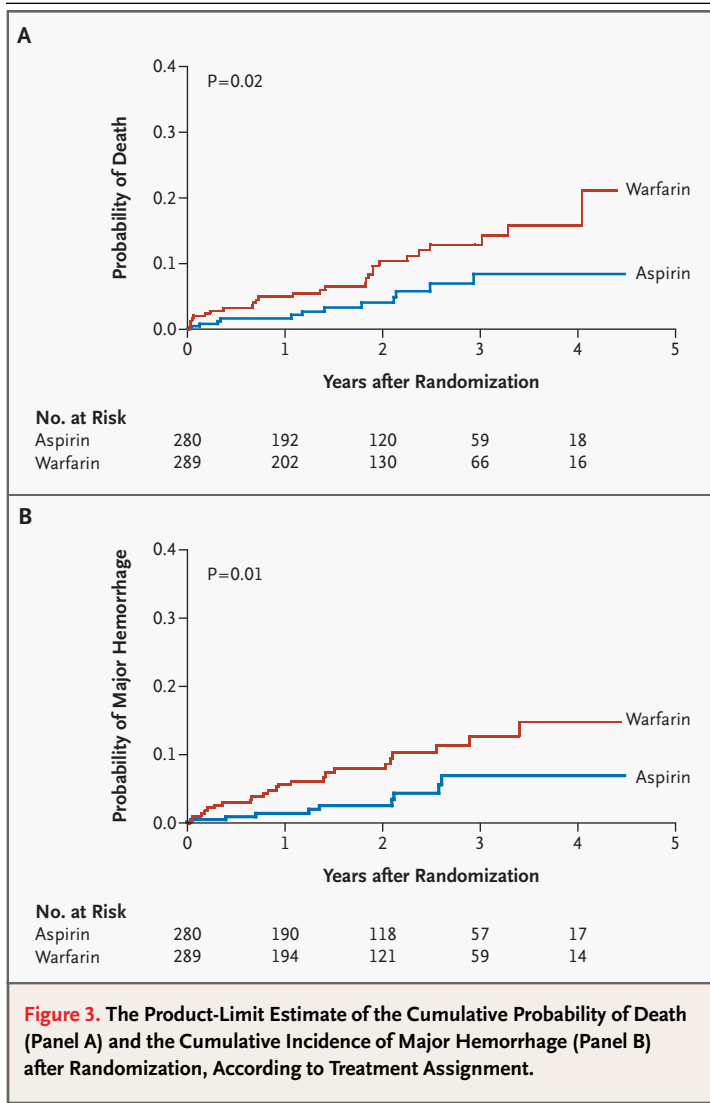 A
0.4
P=0.02
0.3
0.2
0.1
0.0
Probability of Death
Warfarin
Aspirin
0 1 2 3 4 5
Years after Randomization
No. at Risk
Aspirin 280 192 120 59 18
Warfarin 289 202 130 66 16
B
0.4
P=0.01
0.3
0.2
0.1
0.0
Probability of Major Hemorrhage
Warfarin
Aspirin
0 1 2 3 4 5
Years after Randomization
No. at Risk
Aspirin 280 190 118 57 17
Warfarin 289 194 121 59 14
Figure 3. The Product-Limit Estimate of the Cumulative Probability of Death
(Panel A) and the Cumulative Incidence of Major Hemorrhage (Panel B)
after Randomization, According to Treatment Assignment.